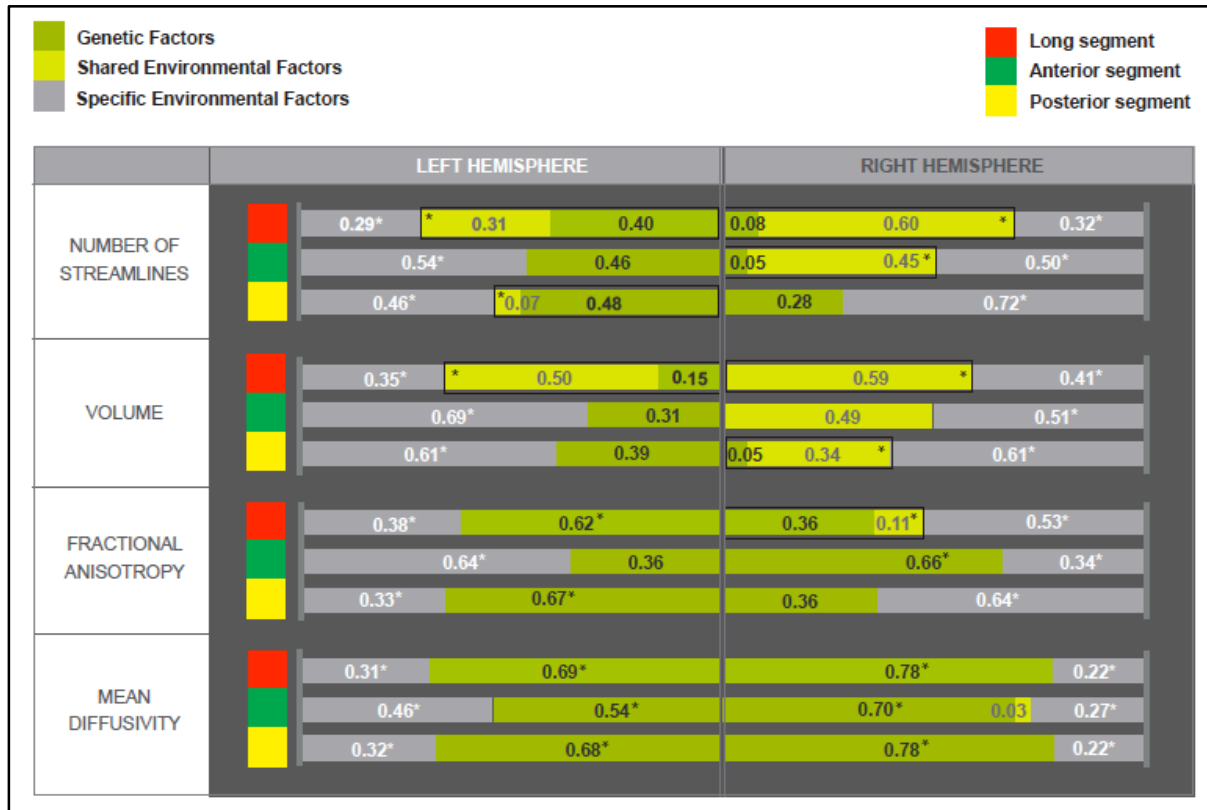 Genetic Factors
Shared Environmental Factors
Specific Environmental Factors
Long segment
Anterior segment
Posterior segment
LEFT HEMISPHERE
RIGHT HEMISPHERE
NUMBER OF
STREAMLINES
0.29* * 0.31 0.40 0.08 0.60 * 0.32*
0.54* 0.46 0.05 0.45* 0.50*
0.46* *0.07 0.48 0.28 0.72*
VOLUME
0.35* * 0.50 0.15 0.59 * 0.41*
0.69* 0.31 0.49 0.51*
0.61* 0.39 0.05 0.34 * 0.61*
FRACTIONAL
ANISOTROPY
0.38* 0.62* 0.36 0.11* 0.53*
0.64* 0.36 0.66* 0.34*
0.33* 0.67* 0.36 0.64*
MEAN
DIFFUSIVITY
0.31* 0.69* 0.78* 0.22*
0.46* 0.54* 0.70* 0.03 0.27*
0.32* 0.68* 0.78* 0.22*